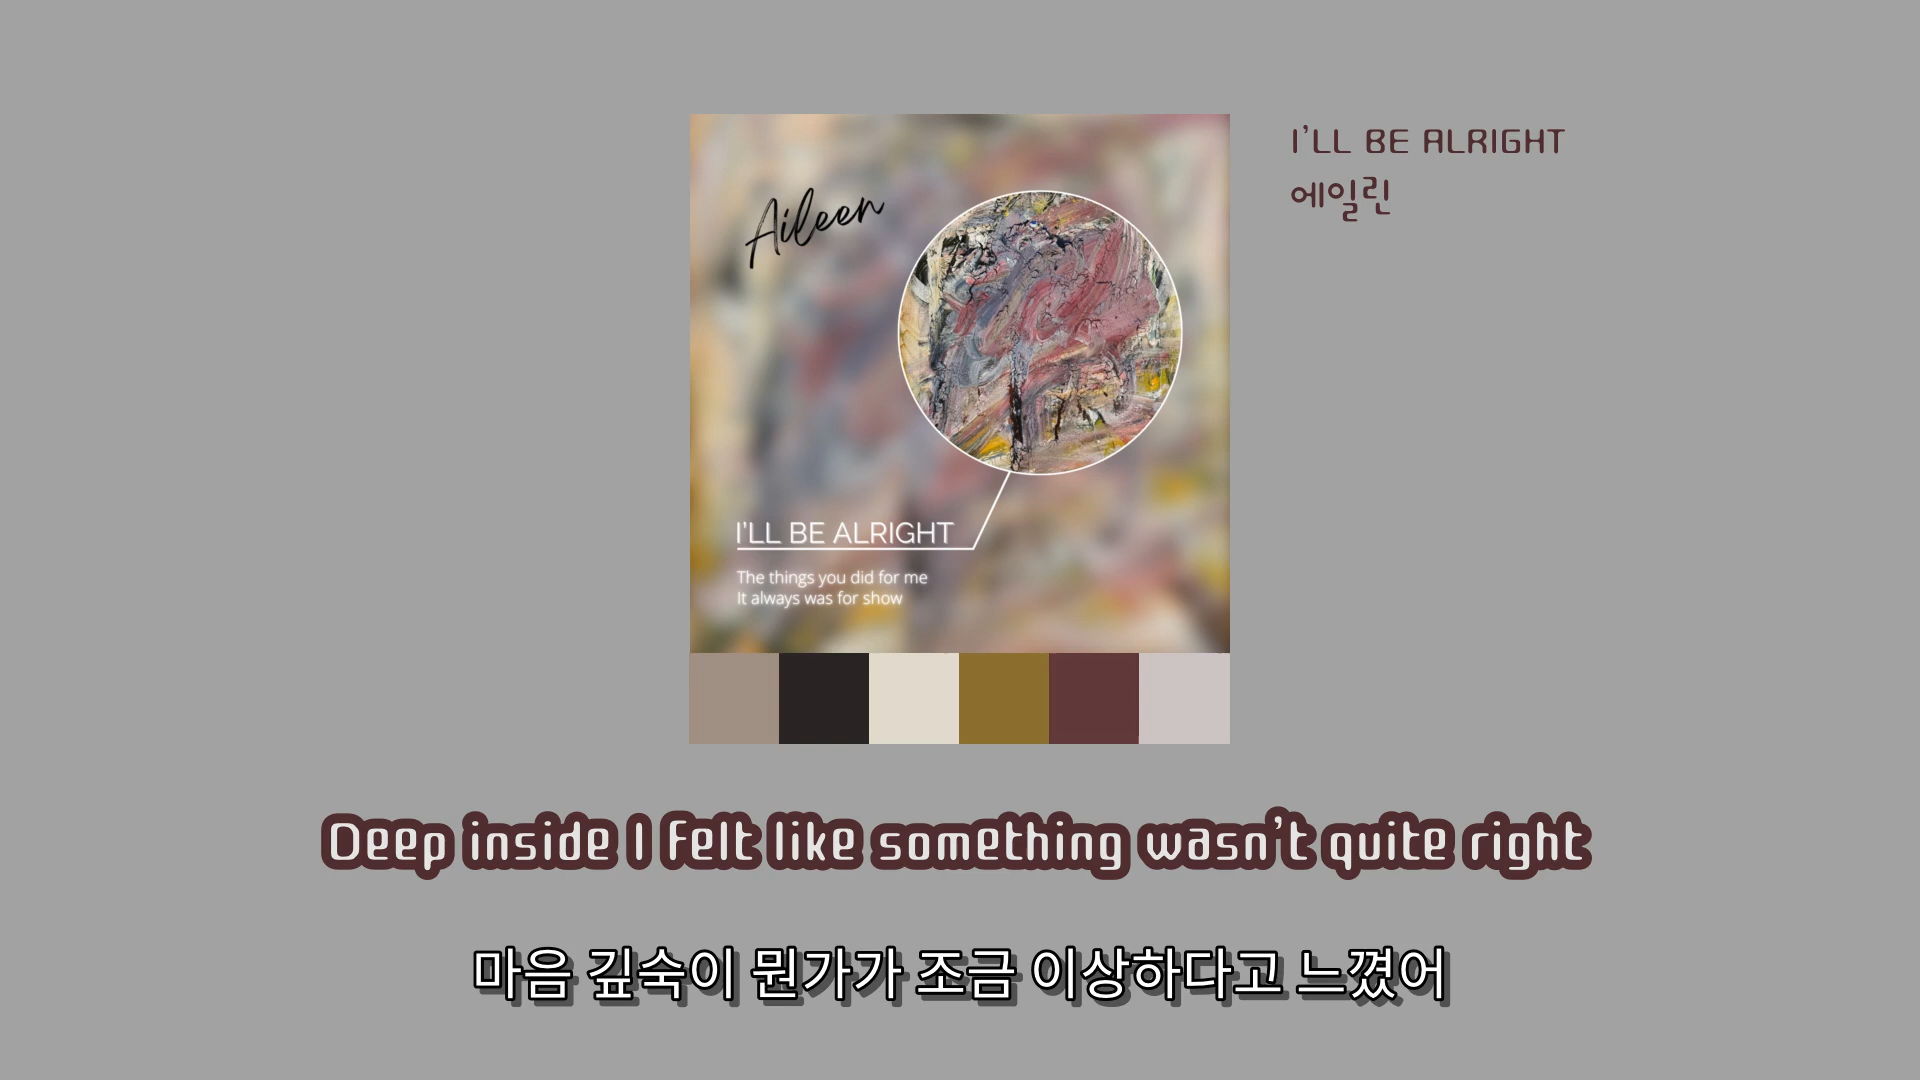 Aileen
I'LL BE ALRIGHT
The things you did for me
It always was for show
I'LL BE ALRIGHT
에일린
Deep inside I felt like something wasn't quite right
마음 깊숙이 뭔가가 조금 이상하다고 느꼈어